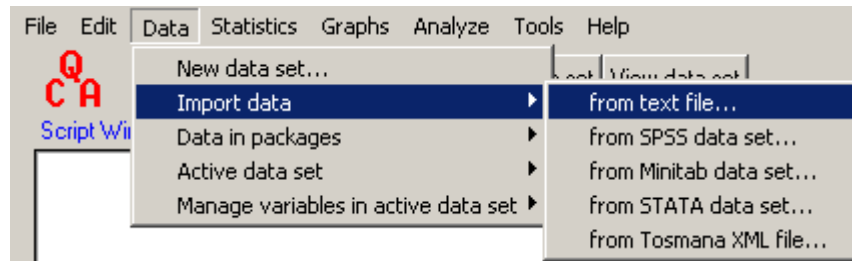 File Edit Data Statistics Graphs Analyze Tools Help
Q
C A
New data set...
set View data set
Import data
from text file...
Script Wi
Data in packages
from SPSS data set...
Active data set
from Minitab data set...
Manage variables in active data set
from STATA data set...
from Tosmana XML file...